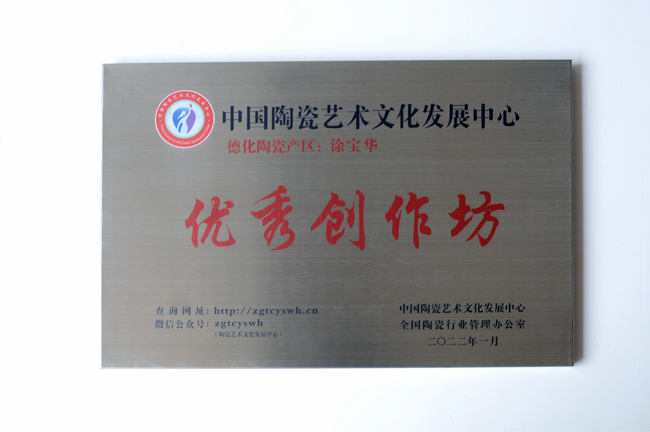 中国陶瓷艺术文化发展中心
德化陶瓷产区：涂宝华
优秀创作坊
查询网址：http://zgtcyswh.cn
微信公众号：zgtcyswh
（陶瓷艺术文化发展中心）
中国陶瓷艺术文化发展中心
全国陶瓷行业管理办公室
二〇二二年一月